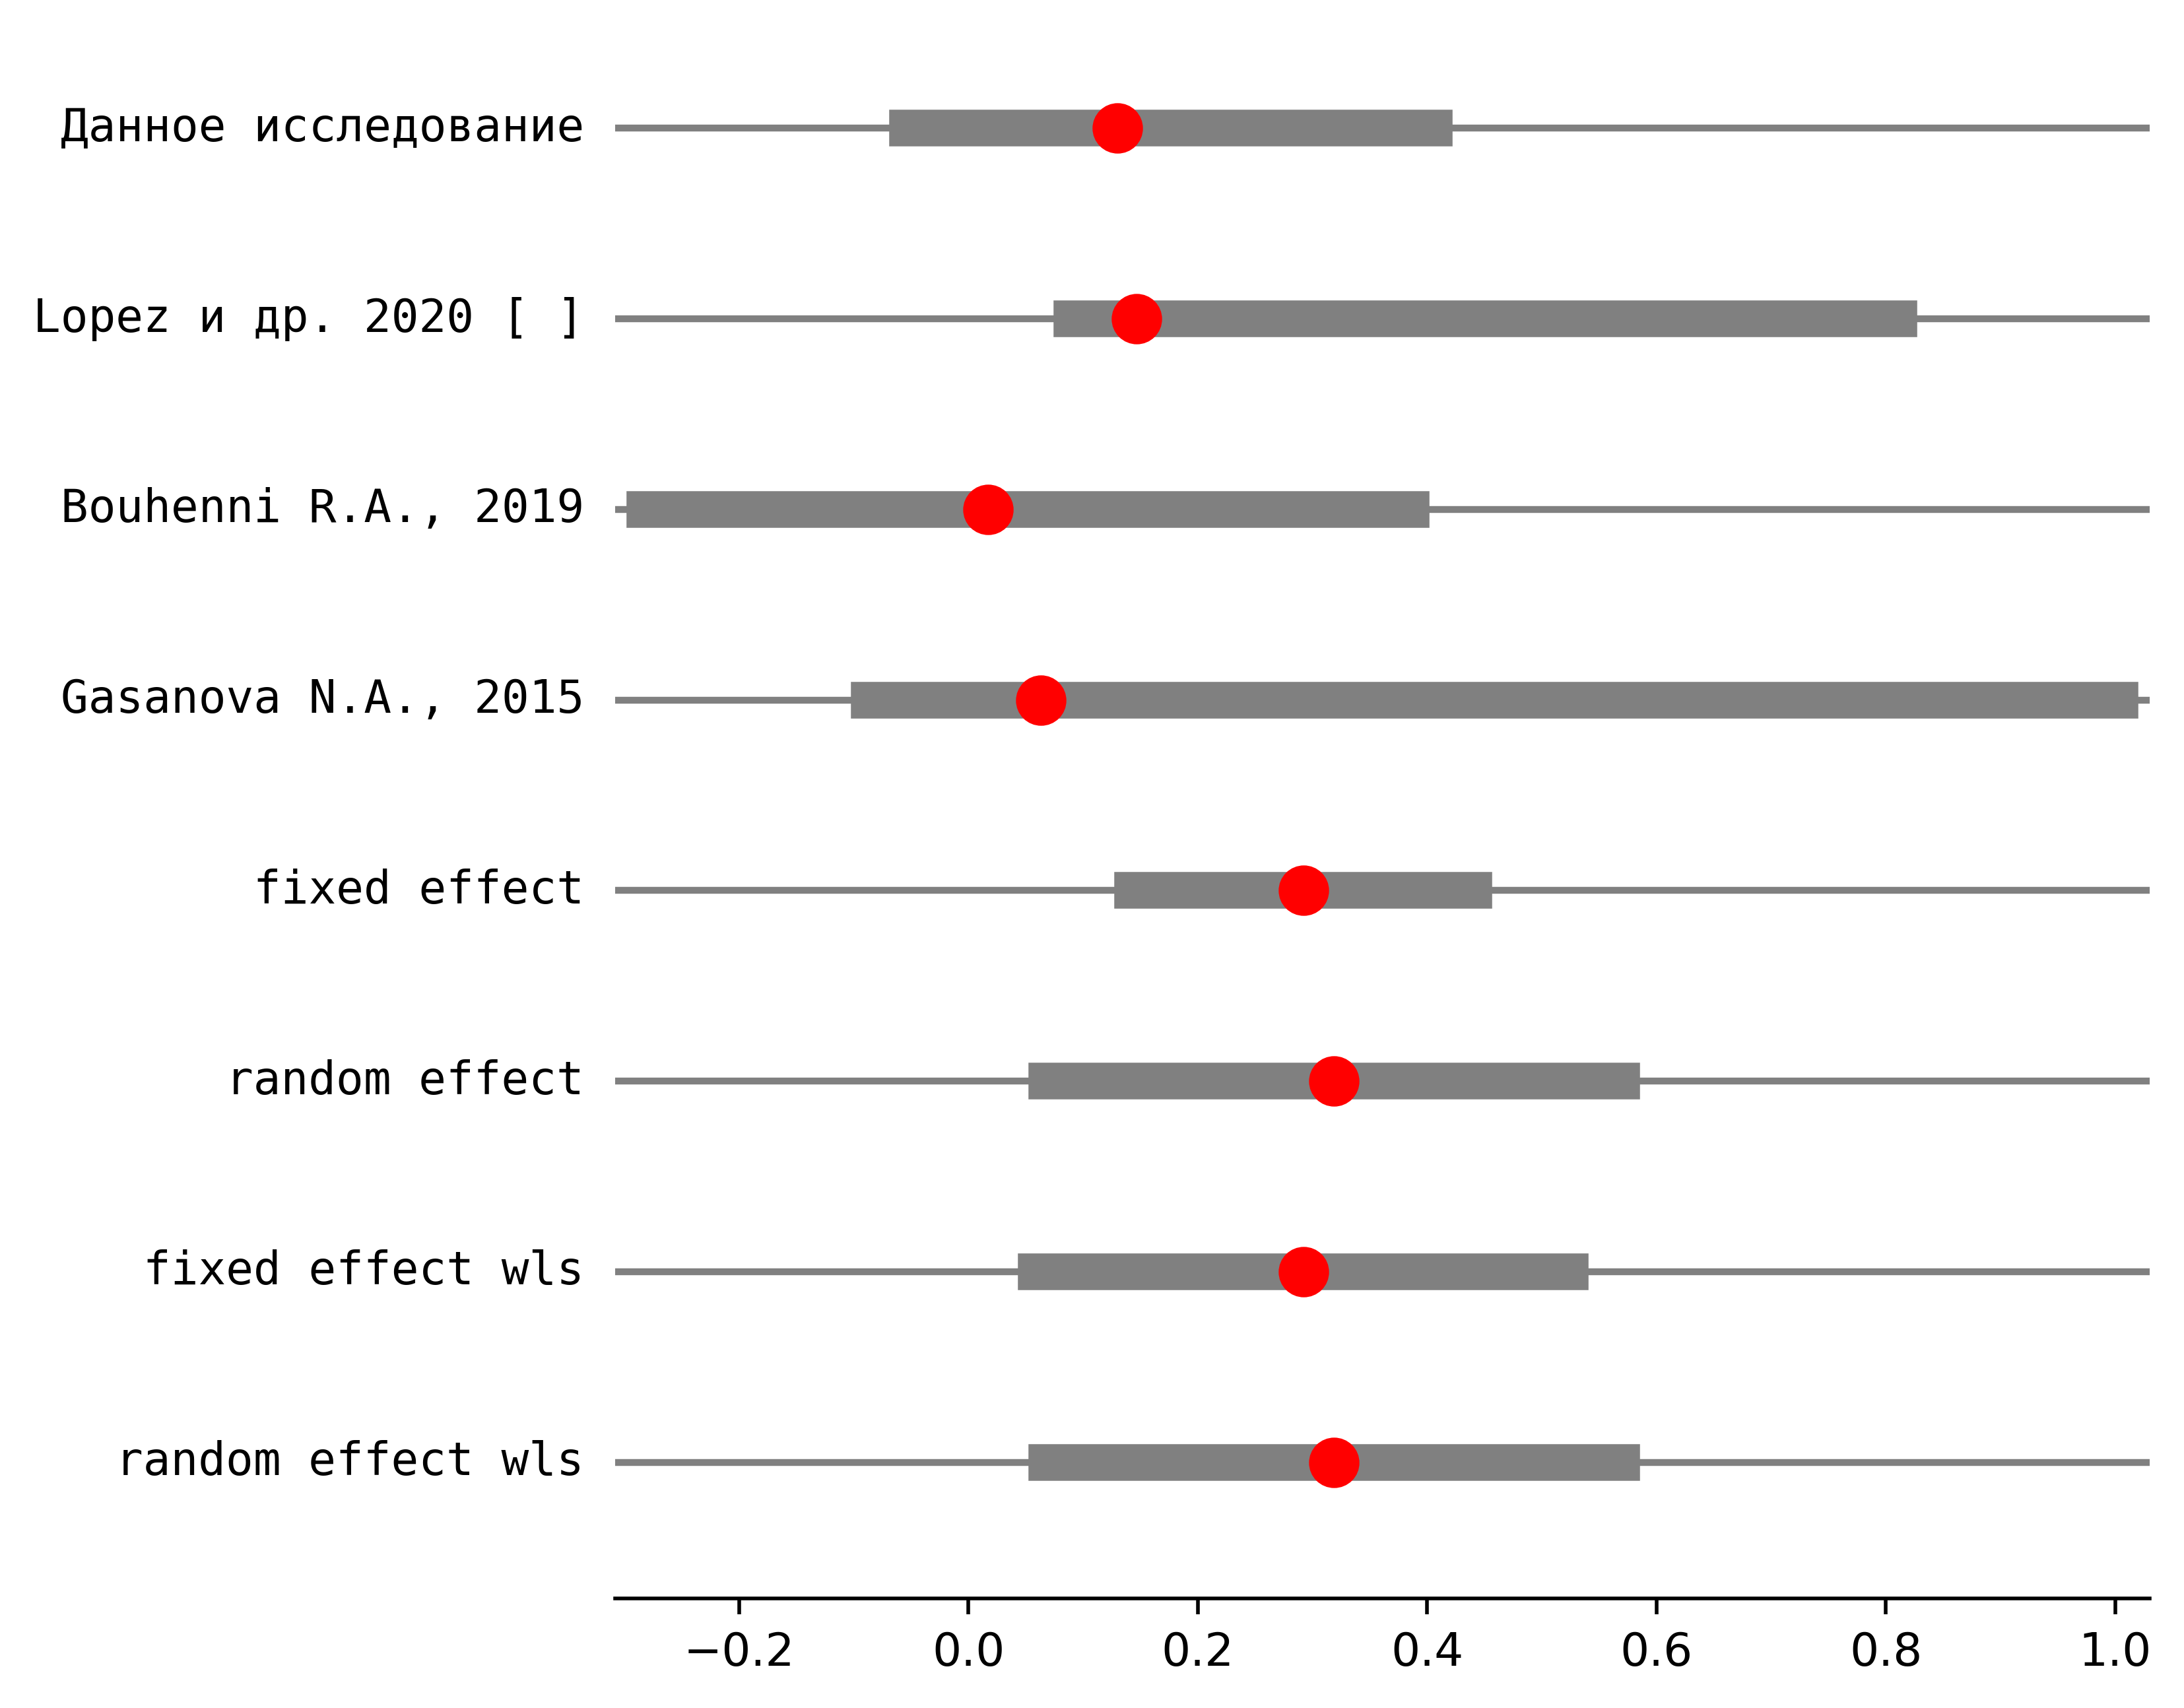 Данное исследование
Lopez и др. 2020 [ ]
Bouhenni R.A., 2019
Gasanova N.A., 2015
fixed effect
random effect
fixed effect wls
random effect wls
−0.2 0.0 0.2 0.4 0.6 0.8 1.0